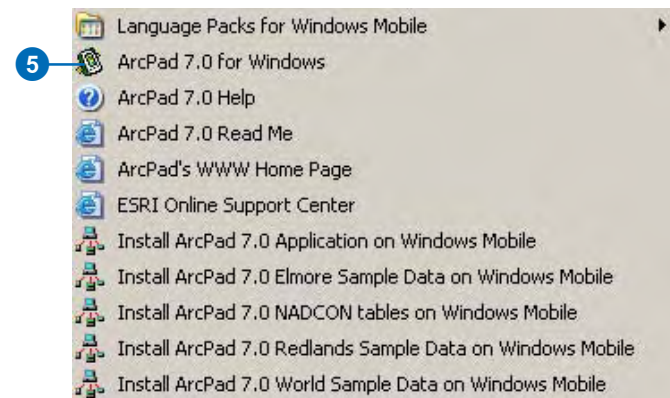 Language Packs for Windows Mobile
5 ArcPad 7.0 for Windows
ArcPad 7.0 Help
ArcPad 7.0 Read Me
ArcPad's WWW Home Page
ESRI Online Support Center
Install ArcPad 7.0 Application on Windows Mobile
Install ArcPad 7.0 Elmore Sample Data on Windows Mobile
Install ArcPad 7.0 NADCON tables on Windows Mobile
Install ArcPad 7.0 Redlands Sample Data on Windows Mobile
Install ArcPad 7.0 World Sample Data on Windows Mobile